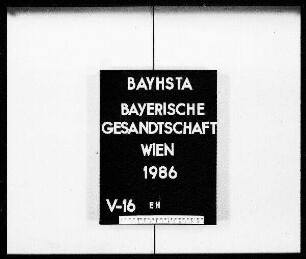 BAYHSTA
BAYERISCHE
GESANDTSCHAFT
WIEN
1986
V-16 EH